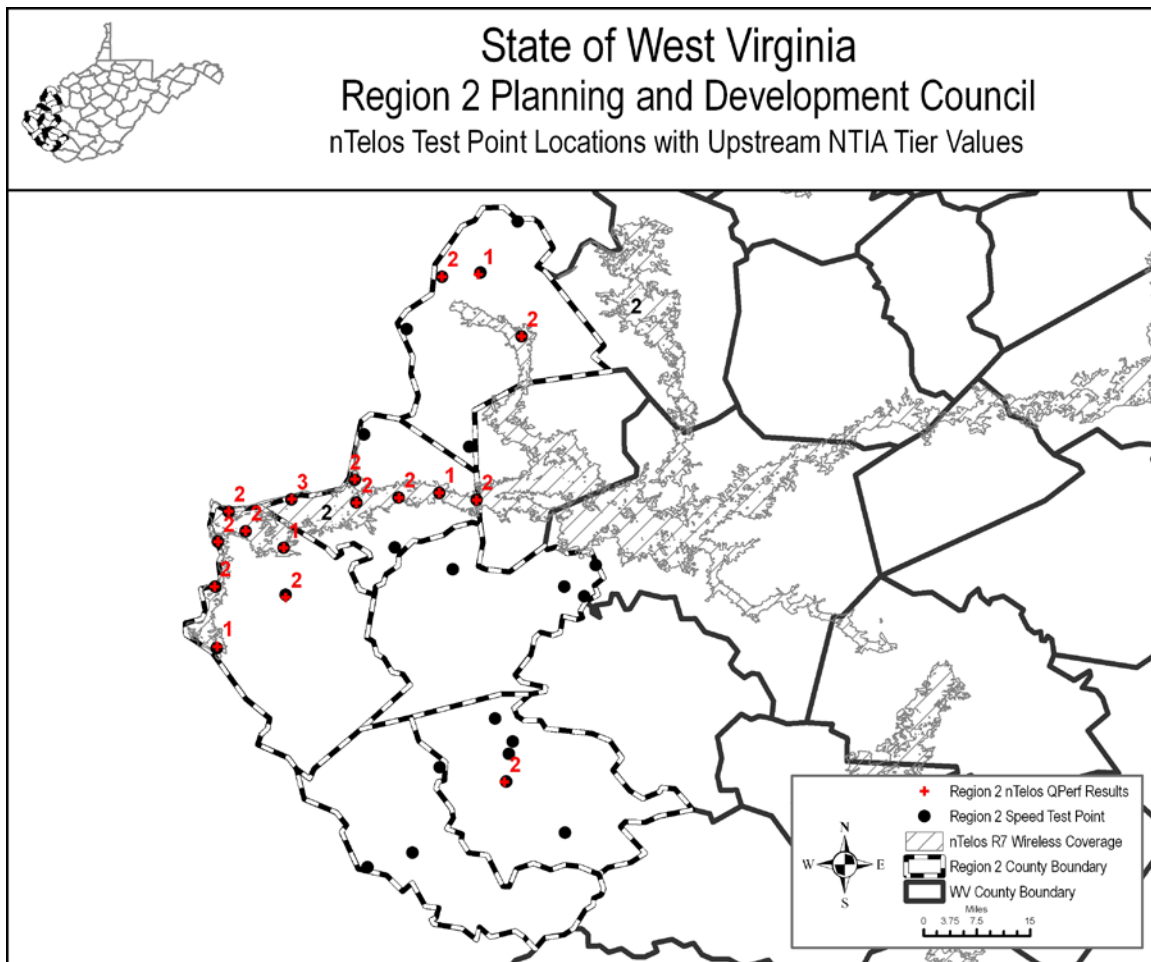 State of West Virginia
Region 2 Planning and Development Council
nTelos Test Point Locations with Upstream NTIA Tier Values
2
1
2
2
2
3
2
2
2
1
2
2
2
2
2
1
2
2
1
2
Region 2 nTelos QPerf Results
Region 2 Speed Test Point
nTelos R7 Wireless Coverage
Region 2 County Boundary
WV County Boundary
Miles
0 3.75 7.5 15
N
W E
S